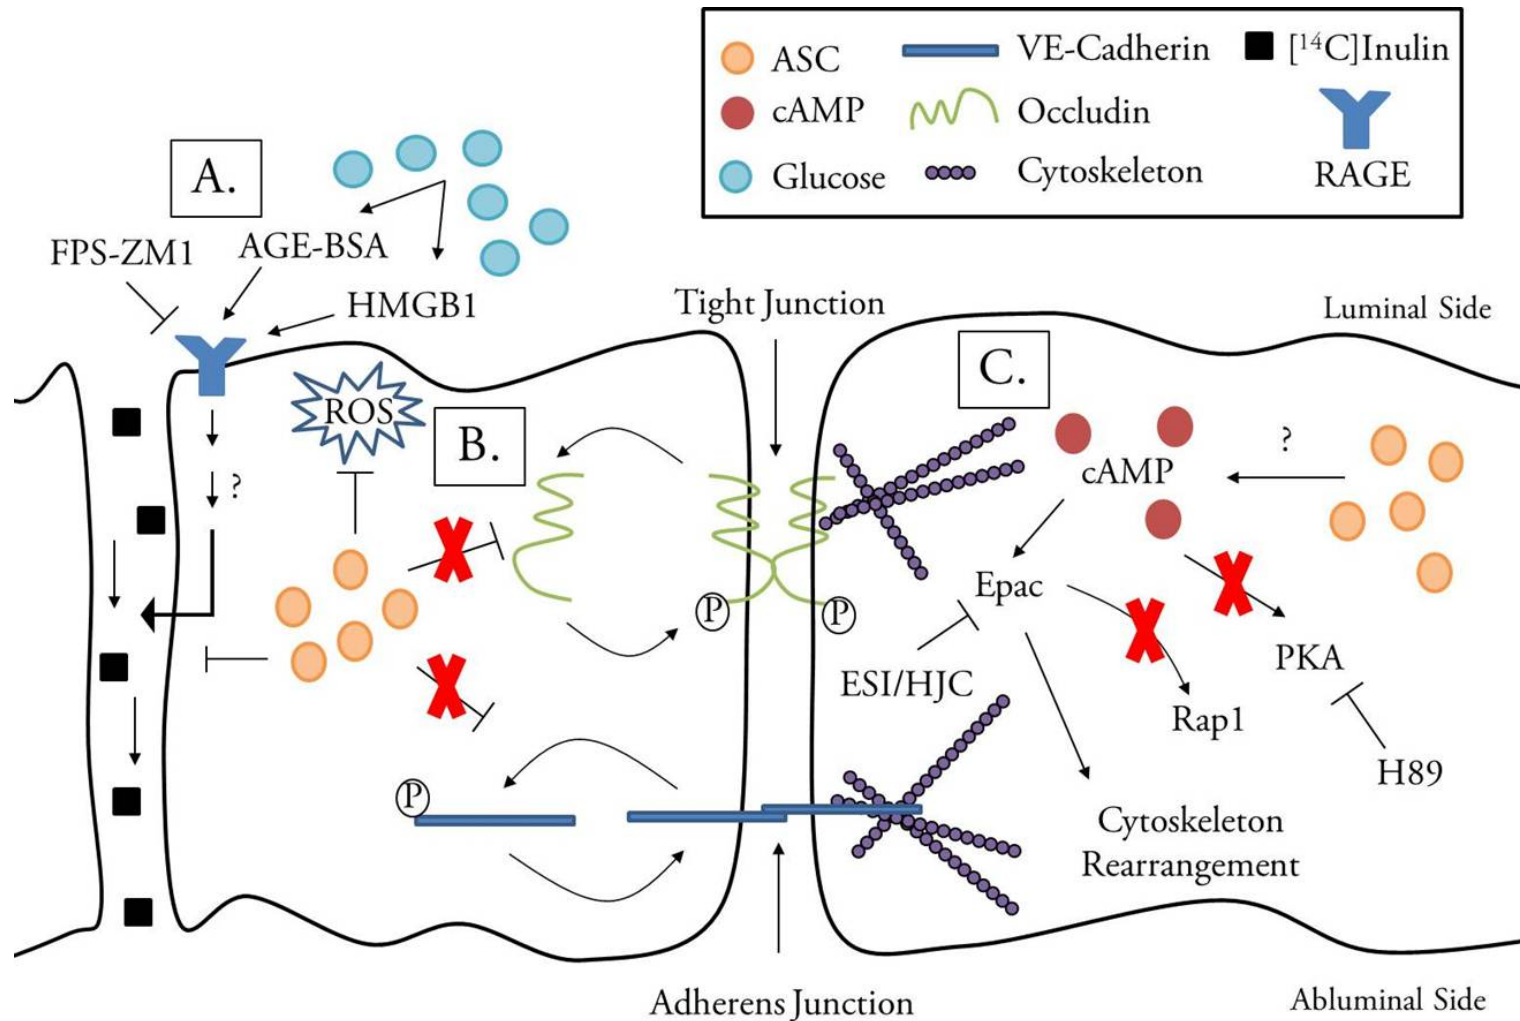 ASC
VE-Cadherin
[¹⁴C]Inulin
cAMP
Occludin
Glucose
Cytoskeleton
RAGE
A.
FPS-ZM1
AGE-BSA
HMGB1
Tight Junction
Luminal Side
ROS
B.
C.
?
cAMP
?
P
P
Epac
ESI/HJC
PKA
Rap1
H89
P
Cytoskeleton
Rearrangement
Adherens Junction
Abluminal Side